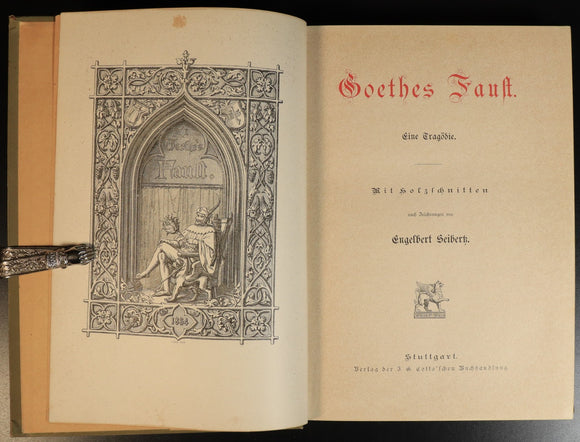 Goethe's
Faust.
1864
Goethes Faust.
Eine Tragödie.
Mit Holzschnitten
nach Zeichnungen von
Engelbert Seibertz.
Stuttgart.
Verlag der J. G. Cotta'schen Buchhandlung